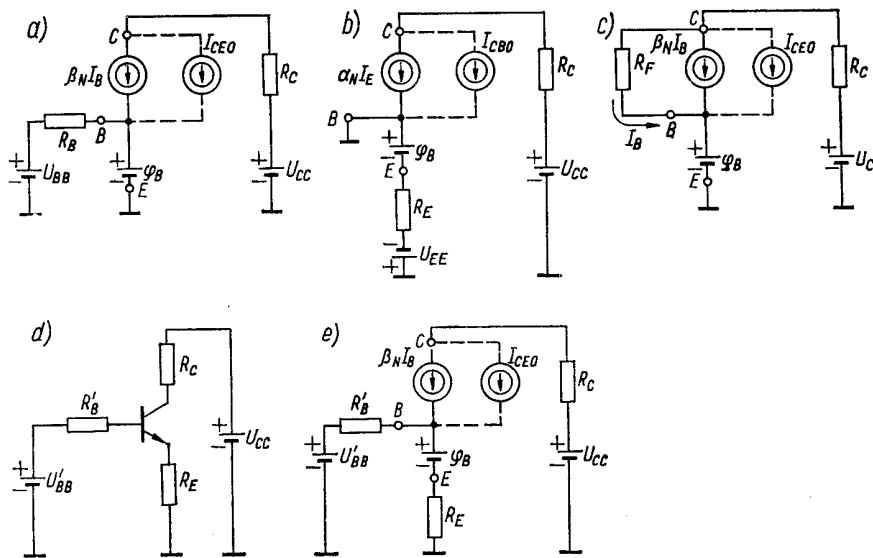 a)
C
β_N I_B
I_CEO
R_C
R_B
B
+
−
U_BB
+
−
φ_B
E
+
−
U_CC
b)
C
α_N I_E
I_CBO
R_C
B
+
−
φ_B
E
R_E
−
+
U_EE
+
−
U_CC
c)
C
R_F
β_N I_B
I_CEO
R_C
I_B
B
+
−
φ_B
E
+
−
U_C
d)
R_C
R'_B
+
−
U'_BB
R_E
+
−
U_CC
e)
C
β_N I_B
I_CEO
R_C
R'_B
B
+
−
U'_BB
+
−
φ_B
E
R_E
+
−
U_CC